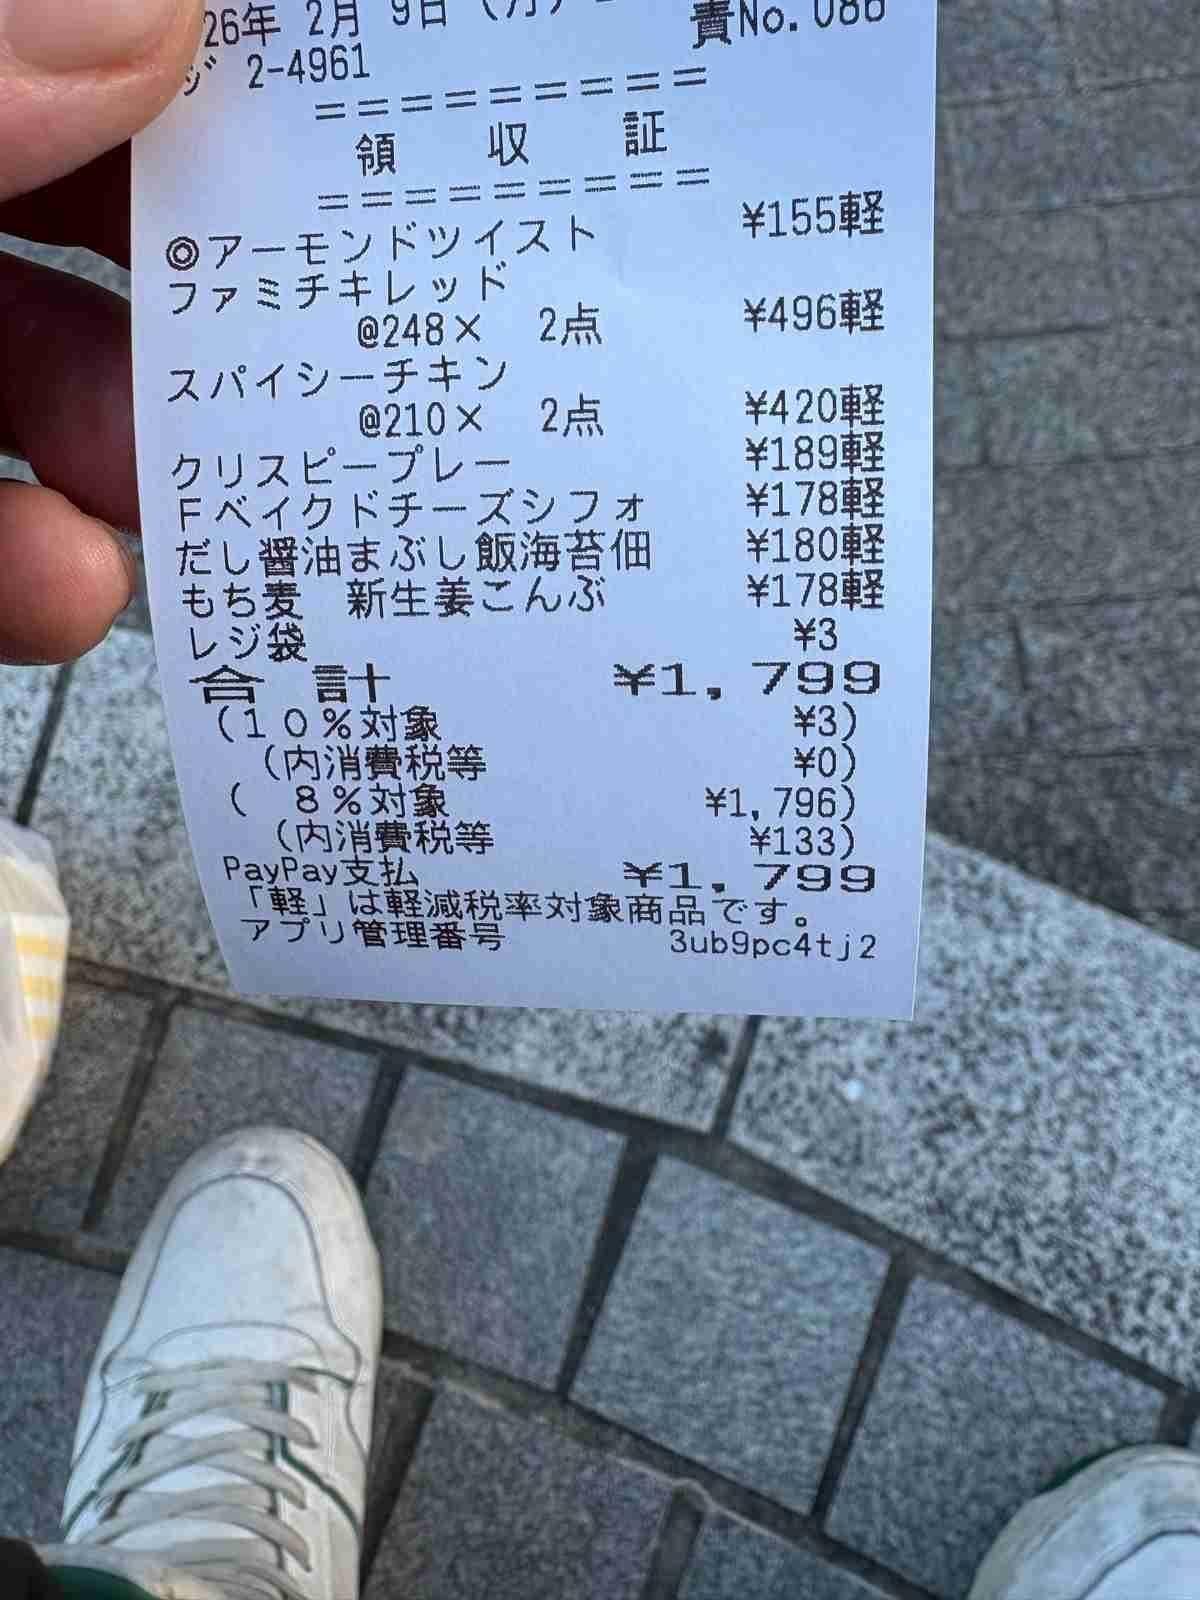 26年 2月 9日(月)
ジ 2-4961 責No.086
=========
領 収 証
=========
◎アーモンドツイスト ¥155軽
ファミチキレッド
@248× 2点 ¥496軽
スパイシーチキン
@210× 2点 ¥420軽
クリスピープレー ¥189軽
Fベイクドチーズシフォ ¥178軽
だし醤油まぶし飯海苔佃 ¥180軽
もち麦 新生姜こんぶ ¥178軽
レジ袋 ¥3
合 計 ¥1,799
(10%対象 ¥3)
(内消費税等 ¥0)
( 8%対象 ¥1,796)
(内消費税等 ¥133)
PayPay支払 ¥1,799
「軽」は軽減税率対象商品です。
アプリ管理番号 3ub9pc4tj2